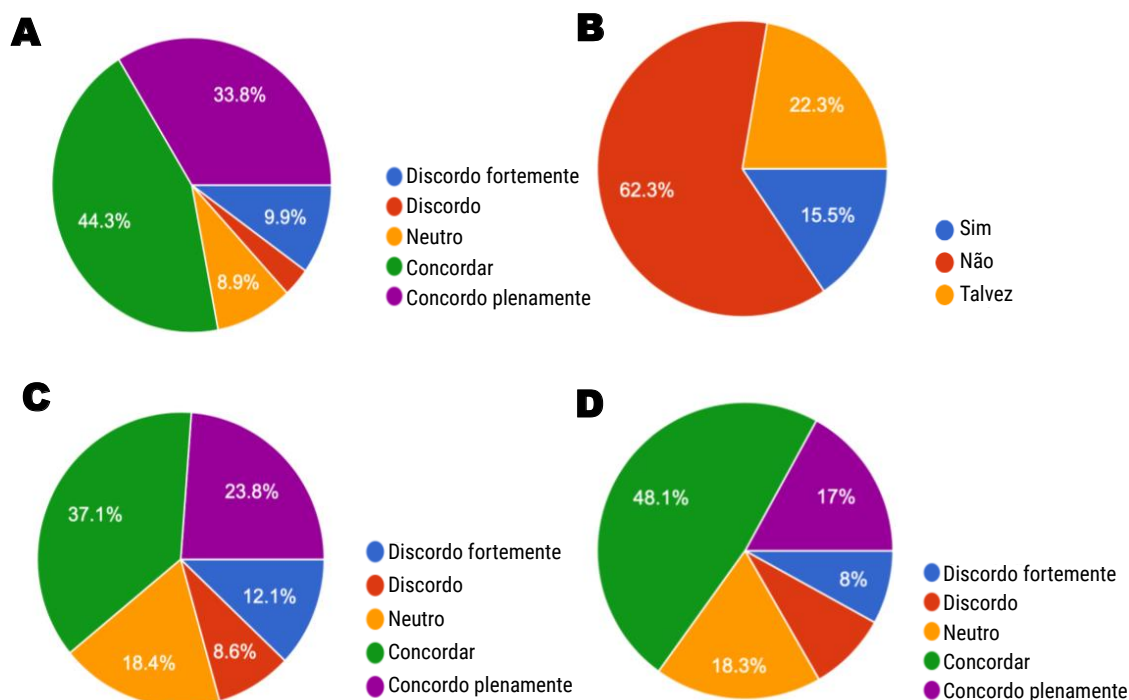 A
33.8%
44.3%
9.9%
8.9%
Discordo fortemente
Discordo
Neutro
Concordar
Concordo plenamente
B
22.3%
62.3%
15.5%
Sim
Não
Talvez
C
23.8%
37.1%
12.1%
8.6%
18.4%
Discordo fortemente
Discordo
Neutro
Concordar
Concordo plenamente
D
48.1%
17%
8%
18.3%
Discordo fortemente
Discordo
Neutro
Concordar
Concordo plenamente